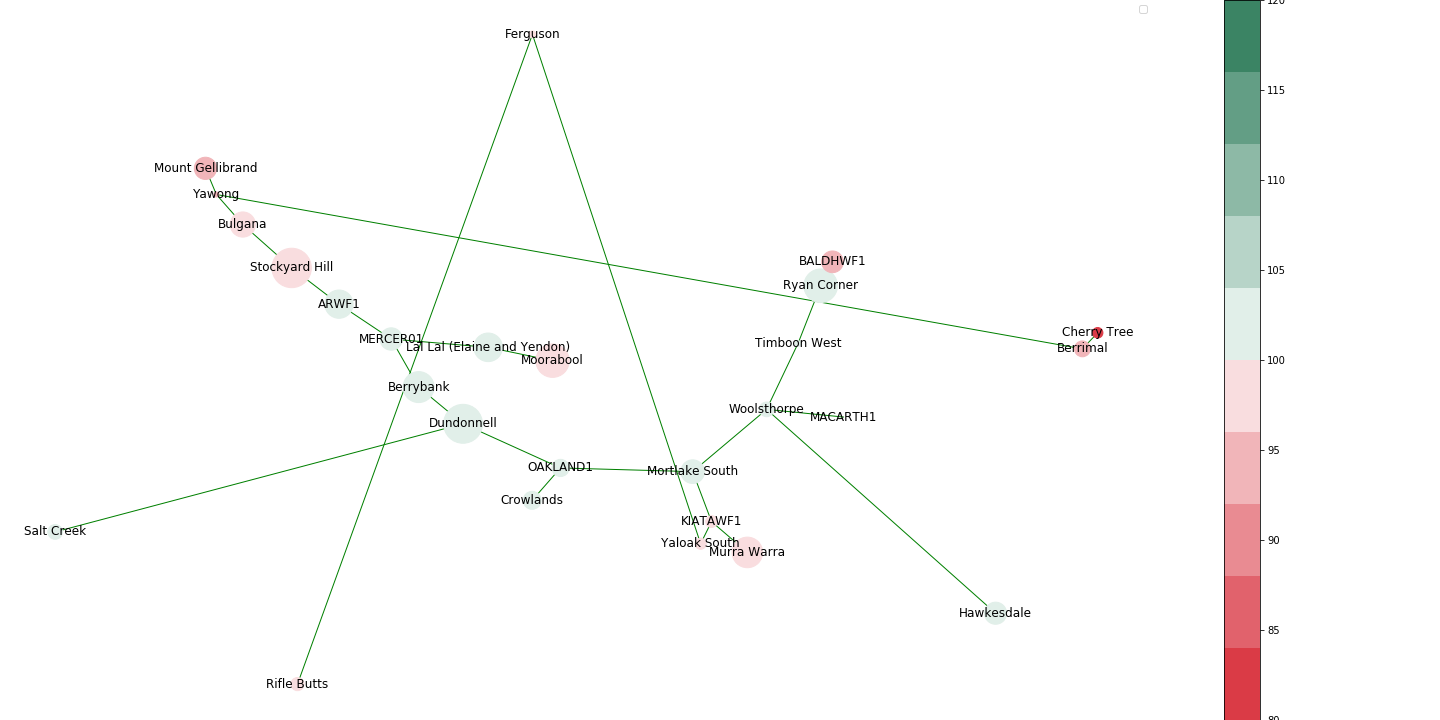 120
Ferguson
115
Mount Gellibrand
110
Yawong
Bulgana
BALDHWF1
Stockyard Hill
105
Ryan Corner
ARWF1
Cherry Tree
MERCER01
Timboon West
Lal Lal (Elaine and Yendon)
Berrimal
Moorabool
100
Berrybank
Woolsthorpe
MACARTH1
Dundonnell
95
OAKLAND1
Mortlake South
Crowlands
KIATAWF1
Salt Creek
90
Yaloak South
Murra Warra
Hawkesdale
85
Rifle Butts
80